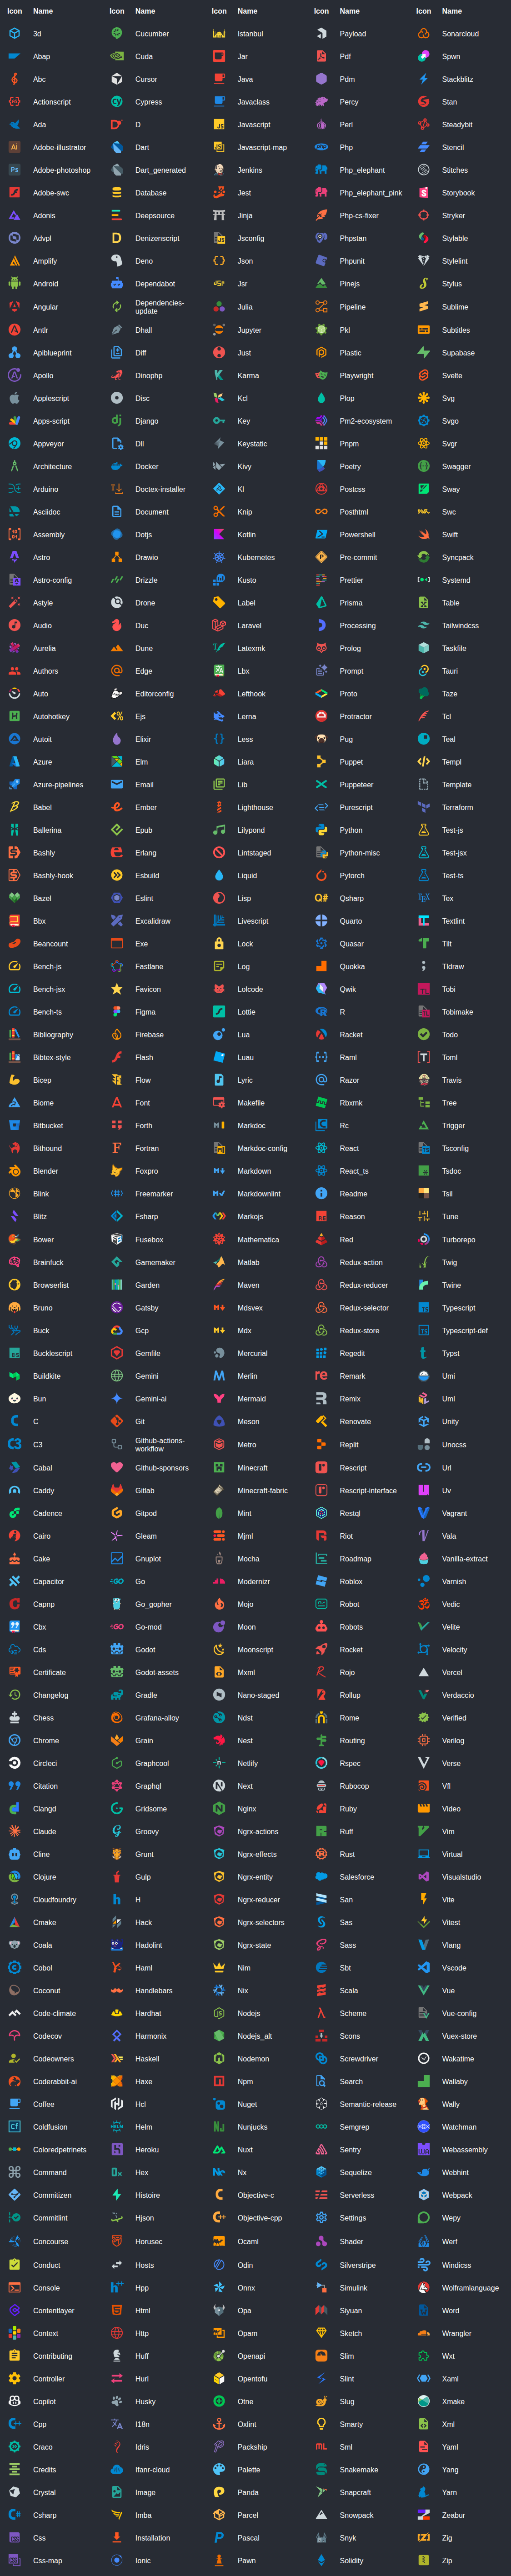 Icon Name Icon Name Icon Name Icon Name Icon Name
3d Cucumber Istanbul Payload Sonarcloud
Abap Cuda Jar Pdf Spwn
Abc Cursor Java Pdm Stackblitz
Actionscript Cypress Javaclass Percy Stan
Ada D Javascript Perl Steadybit
Adobe-illustrator Dart Javascript-map Php Stencil
Adobe-photoshop Dart_generated Jenkins Php_elephant Stitches
Adobe-swc Database Jest Php_elephant_pink Storybook
Adonis Deepsource Jinja Php-cs-fixer Stryker
Advpl Denizenscript Jsconfig Phpstan Stylable
Amplify Deno Json Phpunit Stylelint
Android Dependabot Jsr Pinejs Stylus
Angular Dependencies-update Julia Pipeline Sublime
Antlr Dhall Jupyter Pkl Subtitles
Apiblueprint Diff Just Plastic Supabase
Apollo Dinophp Karma Playwright Svelte
Applescript Disc Kcl Plop Svg
Apps-script Django Key Pm2-ecosystem Svgo
Appveyor Dll Keystatic Pnpm Svgr
Architecture Docker Kivy Poetry Swagger
Arduino Doctex-installer Kl Postcss Sway
Asciidoc Document Knip Posthtml Swc
Assembly Dotjs Kotlin Powershell Swift
Astro Drawio Kubernetes Pre-commit Syncpack
Astro-config Drizzle Kusto Prettier Systemd
Astyle Drone Label Prisma Table
Audio Duc Laravel Processing Tailwindcss
Aurelia Dune Latexmk Prolog Taskfile
Authors Edge Lbx Prompt Tauri
Auto Editorconfig Lefthook Proto Taze
Autohotkey Ejs Lerna Protractor Tcl
Autoit Elixir Less Pug Teal
Azure Elm Liara Puppet Templ
Azure-pipelines Email Lib Puppeteer Template
Babel Ember Lighthouse Purescript Terraform
Ballerina Epub Lilypond Python Test-js
Bashly Erlang Lintstaged Python-misc Test-jsx
Bashly-hook Esbuild Liquid Pytorch Test-ts
Bazel Eslint Lisp Qsharp Tex
Bbx Excalidraw Livescript Quarto Textlint
Beancount Exe Lock Quasar Tilt
Bench-js Fastlane Log Quokka Tldraw
Bench-jsx Favicon Lolcode Qwik Tobi
Bench-ts Figma Lottie R Tobimake
Bibliography Firebase Lua Racket Todo
Bibtex-style Flash Luau Raml Toml
Bicep Flow Lyric Razor Travis
Biome Font Makefile Rbxmk Tree
Bitbucket Forth Markdoc Rc Trigger
Bithound Fortran Markdoc-config React Tsconfig
Blender Foxpro Markdown React_ts Tsdoc
Blink Freemarker Markdownlint Readme Tsil
Blitz Fsharp Markojs Reason Tune
Bower Fusebox Mathematica Red Turborepo
Brainfuck Gamemaker Matlab Redux-action Twig
Browserlist Garden Maven Redux-reducer Twine
Bruno Gatsby Mdsvex Redux-selector Typescript
Buck Gcp Mdx Redux-store Typescript-def
Bucklescript Gemfile Mercurial Regedit Typst
Buildkite Gemini Merlin Remark Umi
Bun Gemini-ai Mermaid Remix Uml
C Git Meson Renovate Unity
C3 Github-actions-workflow Metro Replit Unocss
Cabal Github-sponsors Minecraft Rescript Url
Caddy Gitlab Minecraft-fabric Rescript-interface Uv
Cadence Gitpod Mint Restql Vagrant
Cairo Gleam Mjml Riot Vala
Cake Gnuplot Mocha Roadmap Vanilla-extract
Capacitor Go Modernizr Roblox Varnish
Capnp Go_gopher Mojo Robot Vedic
Cbx Go-mod Moon Robots Velite
Cds Godot Moonscript Rocket Velocity
Certificate Godot-assets Mxml Rojo Vercel
Changelog Gradle Nano-staged Rollup Verdaccio
Chess Grafana-alloy Ndst Rome Verified
Chrome Grain Nest Routing Verilog
Circleci Graphcool Netlify Rspec Verse
Citation Graphql Next Rubocop Vfl
Clangd Gridsome Nginx Ruby Video
Claude Groovy Ngrx-actions Ruff Vim
Cline Grunt Ngrx-effects Rust Virtual
Clojure Gulp Ngrx-entity Salesforce Visualstudio
Cloudfoundry H Ngrx-reducer San Vite
Cmake Hack Ngrx-selectors Sas Vitest
Coala Hadolint Ngrx-state Sass Vlang
Cobol Haml Nim Sbt Vscode
Coconut Handlebars Nix Scala Vue
Code-climate Hardhat Nodejs Scheme Vue-config
Codecov Harmonix Nodejs_alt Scons Vuex-store
Codeowners Haskell Nodemon Screwdriver Wakatime
Coderabbit-ai Haxe Npm Search Wallaby
Coffee Hcl Nuget Semantic-release Wally
Coldfusion Helm Nunjucks Semgrep Watchman
Coloredpetrinets Heroku Nuxt Sentry Webassembly
Command Hex Nx Sequelize Webhint
Commitizen Histoire Objective-c Serverless Webpack
Commitlint Hjson Objective-cpp Settings Wepy
Concourse Horusec Ocaml Shader Werf
Conduct Hosts Odin Silverstripe Windicss
Console Hpp Onnx Simulink Wolframlanguage
Contentlayer Html Opa Siyuan Word
Context Http Opam Sketch Wrangler
Contributing Huff Openapi Slim Wxt
Controller Hurl Opentofu Slint Xaml
Copilot Husky Otne Slug Xmake
Cpp I18n Oxlint Smarty Xml
Craco Idris Packship Sml Yaml
Credits Ifanr-cloud Palette Snakemake Yang
Crystal Image Panda Snapcraft Yarn
Csharp Imba Parcel Snowpack Zeabur
Css Installation Pascal Snyk Zig
Css-map Ionic Pawn Solidity Zip